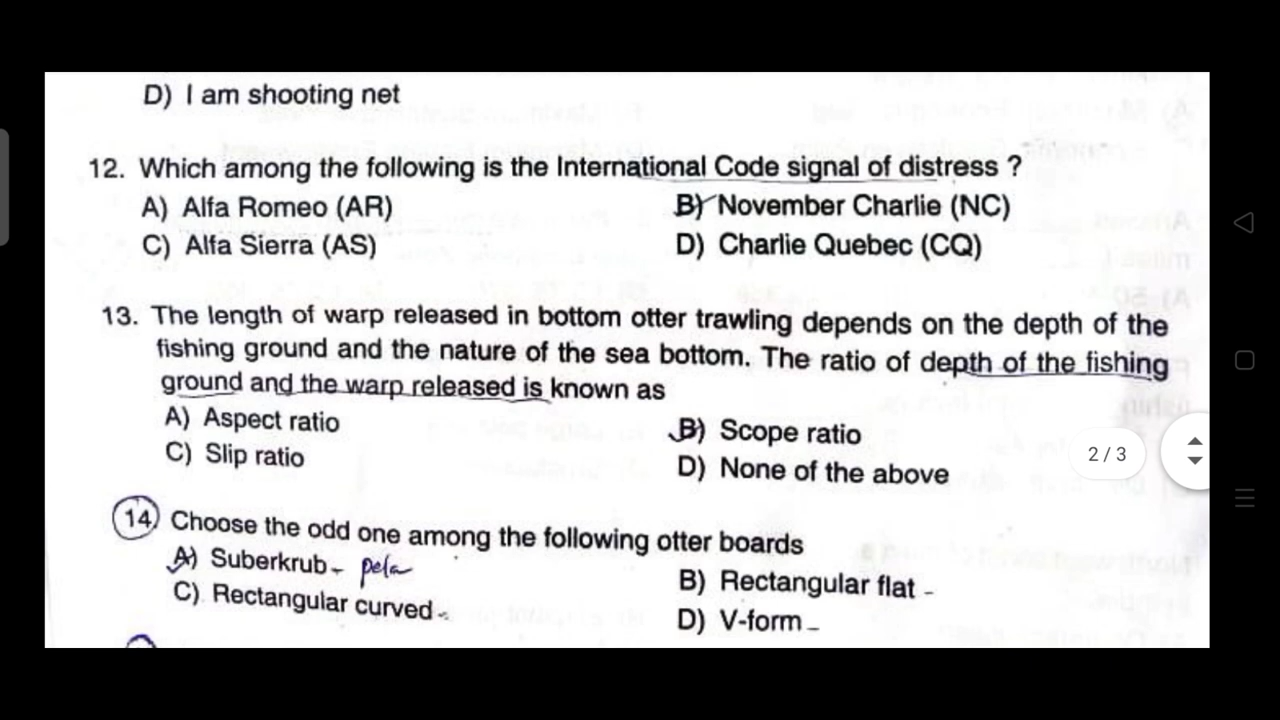 D) I am shooting net
12. Which among the following is the International Code signal of distress ?
A) Alfa Romeo (AR) B) November Charlie (NC)
C) Alfa Sierra (AS) D) Charlie Quebec (CQ)
13. The length of warp released in bottom otter trawling depends on the depth of the
fishing ground and the nature of the sea bottom. The ratio of depth of the fishing
ground and the warp released is known as
A) Aspect ratio B) Scope ratio
C) Slip ratio D) None of the above
2/3
14. Choose the odd one among the following otter boards
A) Suberkrub - pela B) Rectangular flat -
C) Rectangular curved - D) V-form -